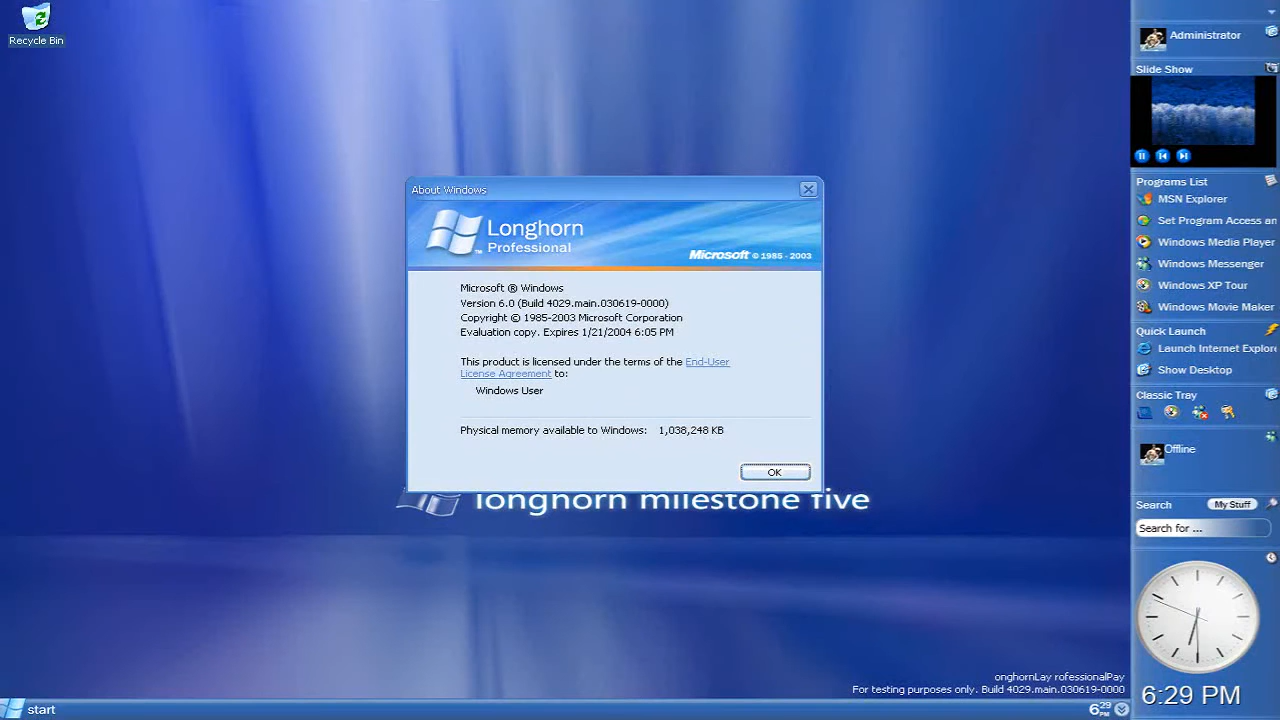 Recycle Bin
About Windows
Longhorn
Professional
Microsoft © 1985 - 2003
Microsoft ® Windows
Version 6.0 (Build 4029.main.030619-0000)
Copyright © 1985-2003 Microsoft Corporation
Evaluation copy. Expires 1/21/2004 6:05 PM
This product is licensed under the terms of the End-User
License Agreement to:
Windows User
Physical memory available to Windows: 1,038,248 KB
OK
longhorn milestone five
Administrator
Slide Show
Programs List
MSN Explorer
Set Program Access an
Windows Media Player
Windows Messenger
Windows XP Tour
Windows Movie Maker
Quick Launch
Launch Internet Explore
Show Desktop
Classic Tray
Offline
Search My Stuff
Search for ...
6:29 PM
onghornLay rofessionalPay
For testing purposes only. Build 4029.main.030619-0000
start
6 29 PM